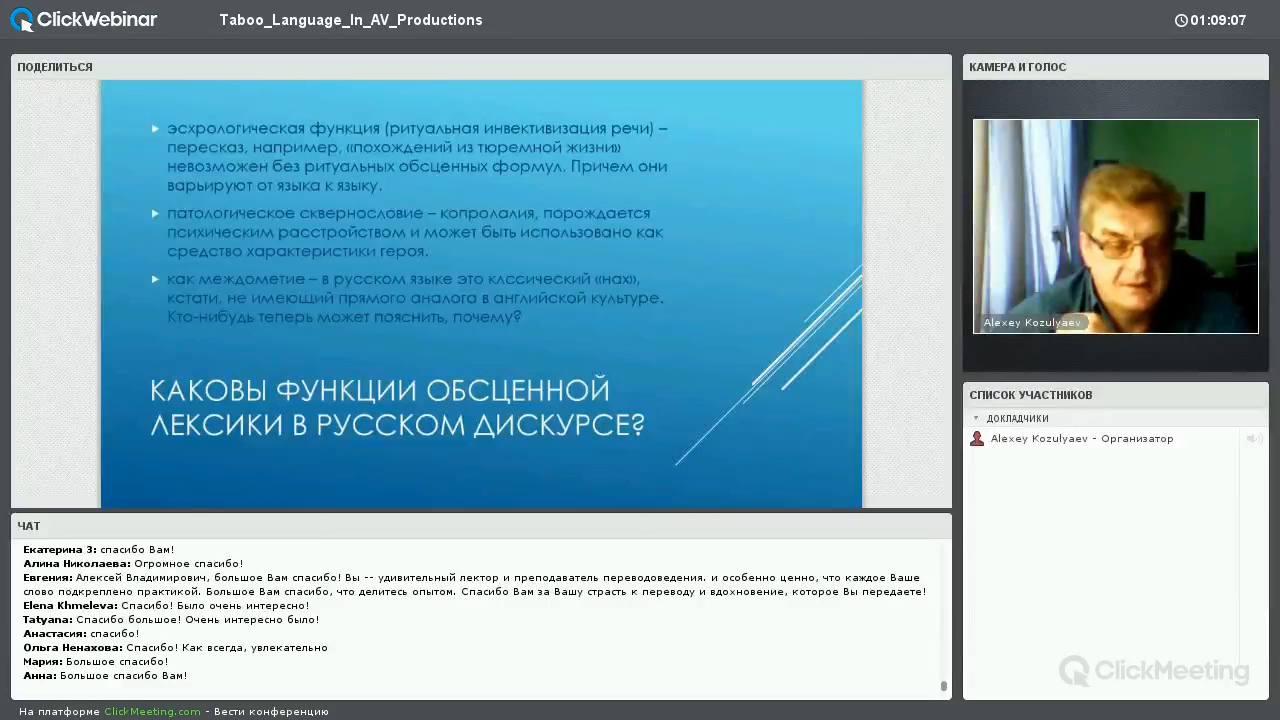 ClickWebinar
Taboo_Language_In_AV_Productions
01:09:07
ПОДЕЛИТЬСЯ
эсхрологическая функция (ритуальная инвективизация речи) –
пересказ, например, «похождений из тюремной жизни»
невозможен без ритуальных обсценных формул. Причем они
варьируют от языка к языку.
патологическое сквернословие – копролалия, порождается
психическим расстройством и может быть использовано как
средство характеристики героя.
как междометие – в русском языке это клссический «нах»,
кстати, не имеющий прямого аналога в английской культуре.
Кто-нибудь теперь может пояснить, почему?
КАКОВЫ ФУНКЦИИ ОБСЦЕННОЙ
ЛЕКСИКИ В РУССКОМ ДИСКУРСЕ?
КАМЕРА И ГОЛОС
Alexey Kozulyaev
СПИСОК УЧАСТНИКОВ
ДОКЛАДЧИКИ
Alexey Kozulyaev - Организатор
ClickMeeting
ЧАТ
Екатерина 3: спасибо Вам!
Алина Николаева: Огромное спасибо!
Евгения: Алексей Владимирович, большое Вам спасибо! Вы -- удивительный лектор и преподаватель переводоведения. и особенно ценно, что каждое Ваше
слово подкреплено практикой. Большое Вам спасибо, что делитесь опытом. Спасибо Вам за Вашу страсть к переводу и вдохновение, которое Вы передаете!
Elena Khmeleva: Спасибо! Было очень интересно!
Tatyana: Спасибо большое! Очень интересно было!
Анастасия: спасибо!
Ольга Ненахова: Спасибо! Как всегда, увлекательно
Мария: Большое спасибо!
Анна: Большое спасибо Вам!
На платформе ClickMeeting.com - Вести конференцию